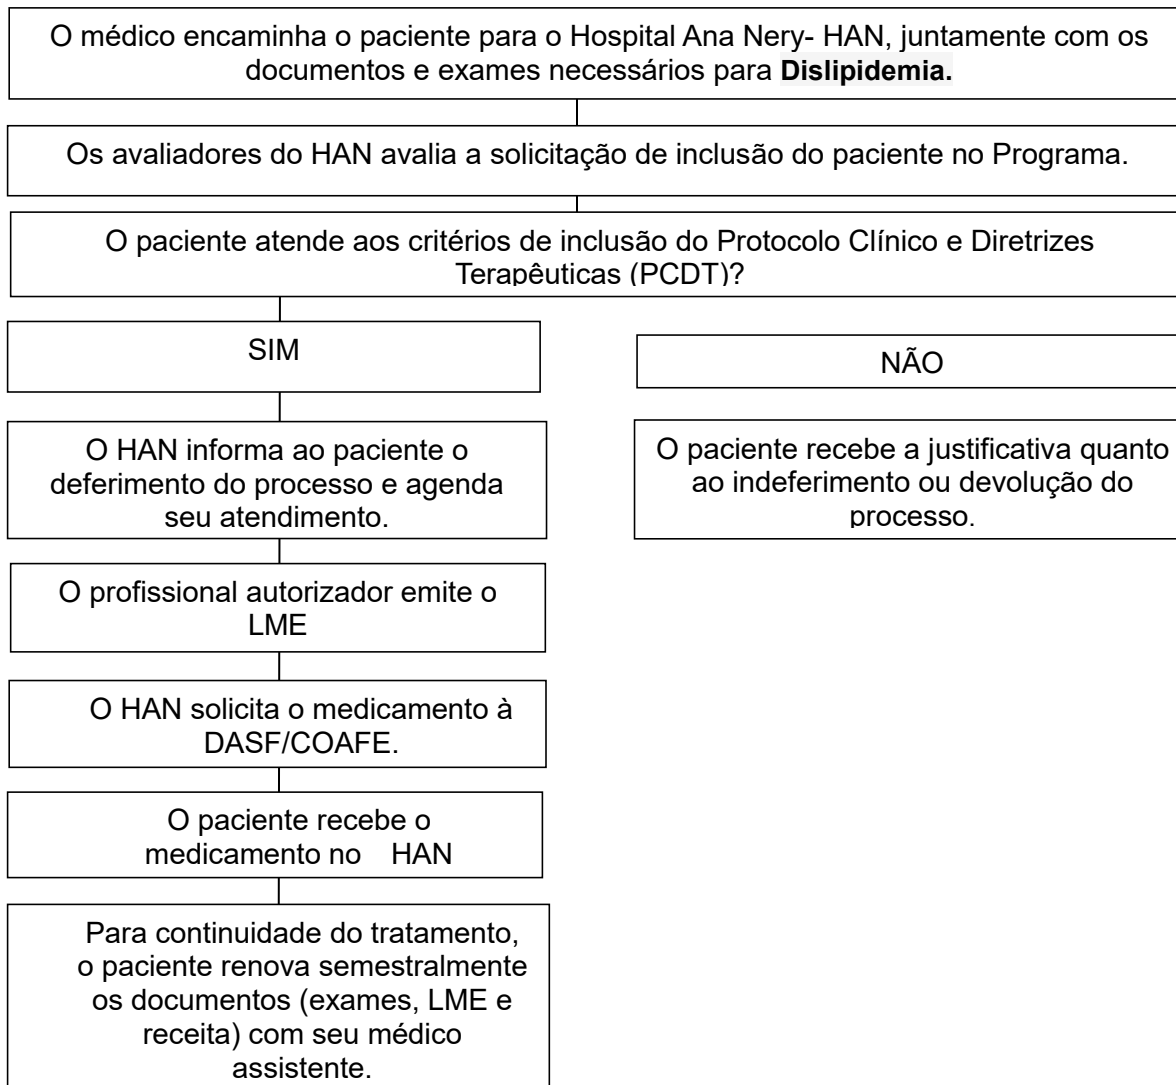 O médico encaminha o paciente para o Hospital Ana Nery- HAN, juntamente com os
documentos e exames necessários para Dislipidemia.
Os avaliadores do HAN avalia a solicitação de inclusão do paciente no Programa.
O paciente atende aos critérios de inclusão do Protocolo Clínico e Diretrizes
Terapêuticas (PCDT)?
SIM
NÃO
O HAN informa ao paciente o
deferimento do processo e agenda
seu atendimento.
O paciente recebe a justificativa quanto
ao indeferimento ou devolução do
processo.
O profissional autorizador emite o
LME
O HAN solicita o medicamento à
DASF/COAFE.
O paciente recebe o
medicamento no HAN
Para continuidade do tratamento,
o paciente renova semestralmente
os documentos (exames, LME e
receita) com seu médico
assistente.